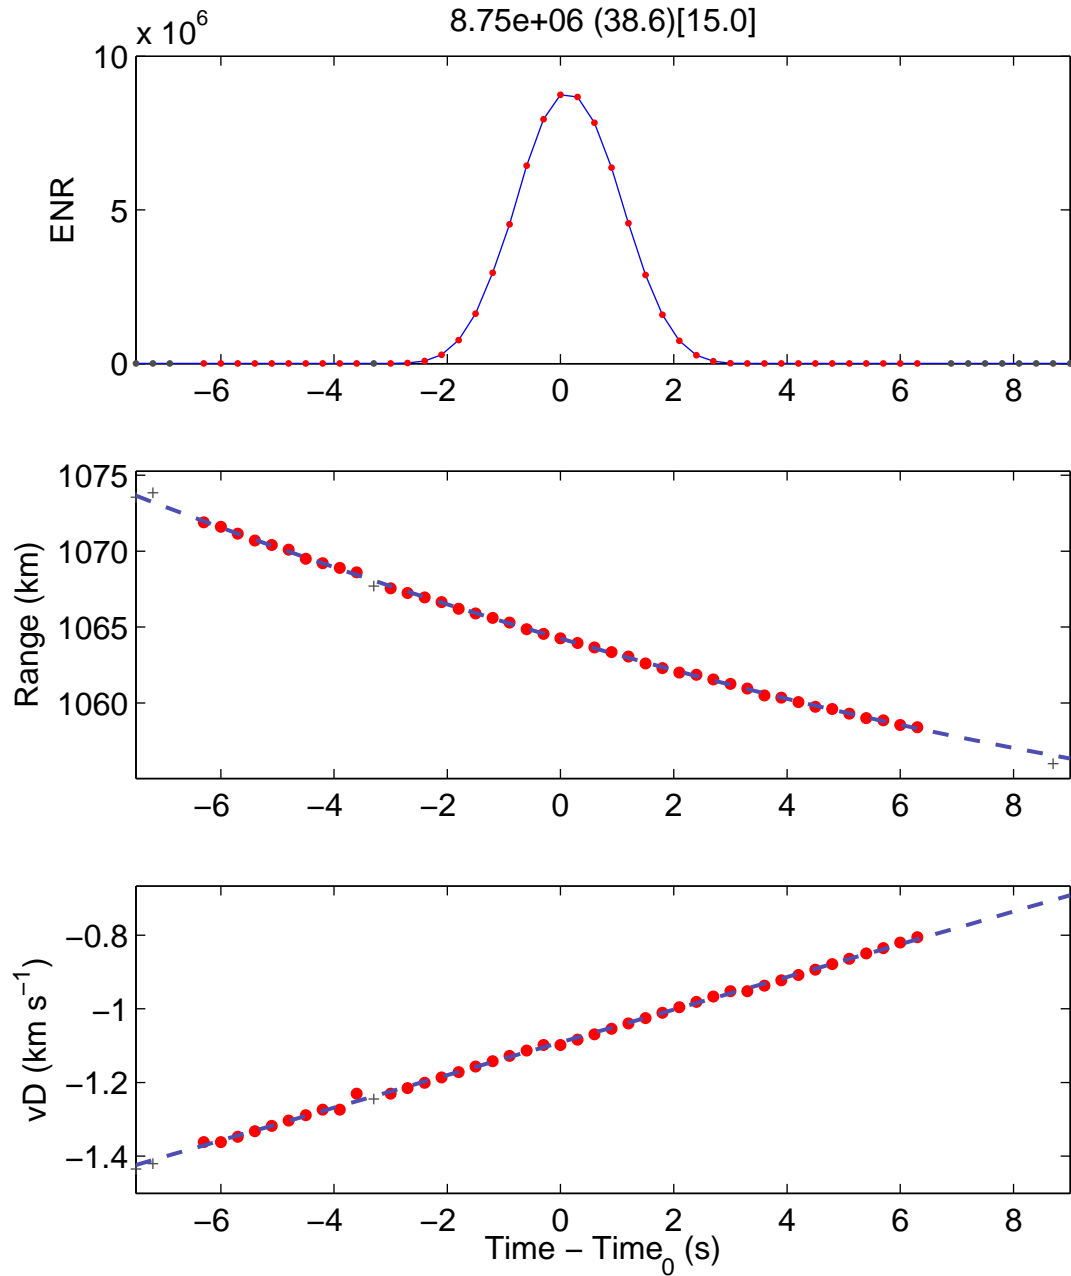 8.75e+06 (38.6)[15.0]
x 10^6
10
5
0
ENR
−6 −4 −2 0 2 4 6 8
1075
1070
1065
1060
Range (km)
−6 −4 −2 0 2 4 6 8
−0.8
−1
−1.2
−1.4
vD (km s^−1)
−6 −4 −2 0 2 4 6 8
Time − Time_0 (s)